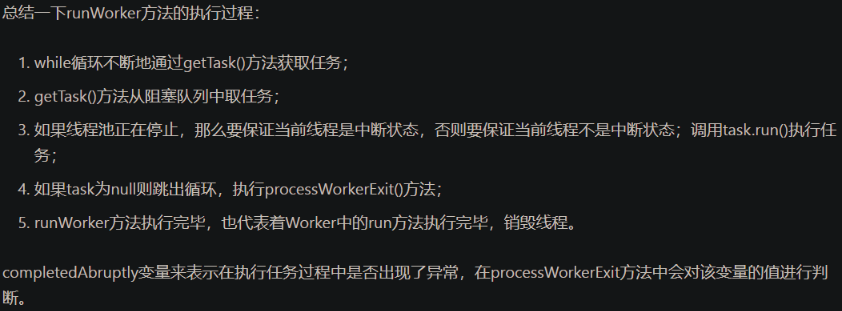 总结一下runWorker方法的执行过程：
1. while循环不断地通过getTask()方法获取任务；
2. getTask()方法从阻塞队列中取任务；
3. 如果线程池正在停止，那么要保证当前线程是中断状态，否则要保证当前线程不是中断状态；调用task.run()执行任
务；
4. 如果task为null则跳出循环，执行processWorkerExit()方法；
5. runWorker方法执行完毕，也代表着Worker中的run方法执行完毕，销毁线程。
completedAbruptly变量来表示在执行任务过程中是否出现了异常，在processWorkerExit方法中会对该变量的值进行判
断。